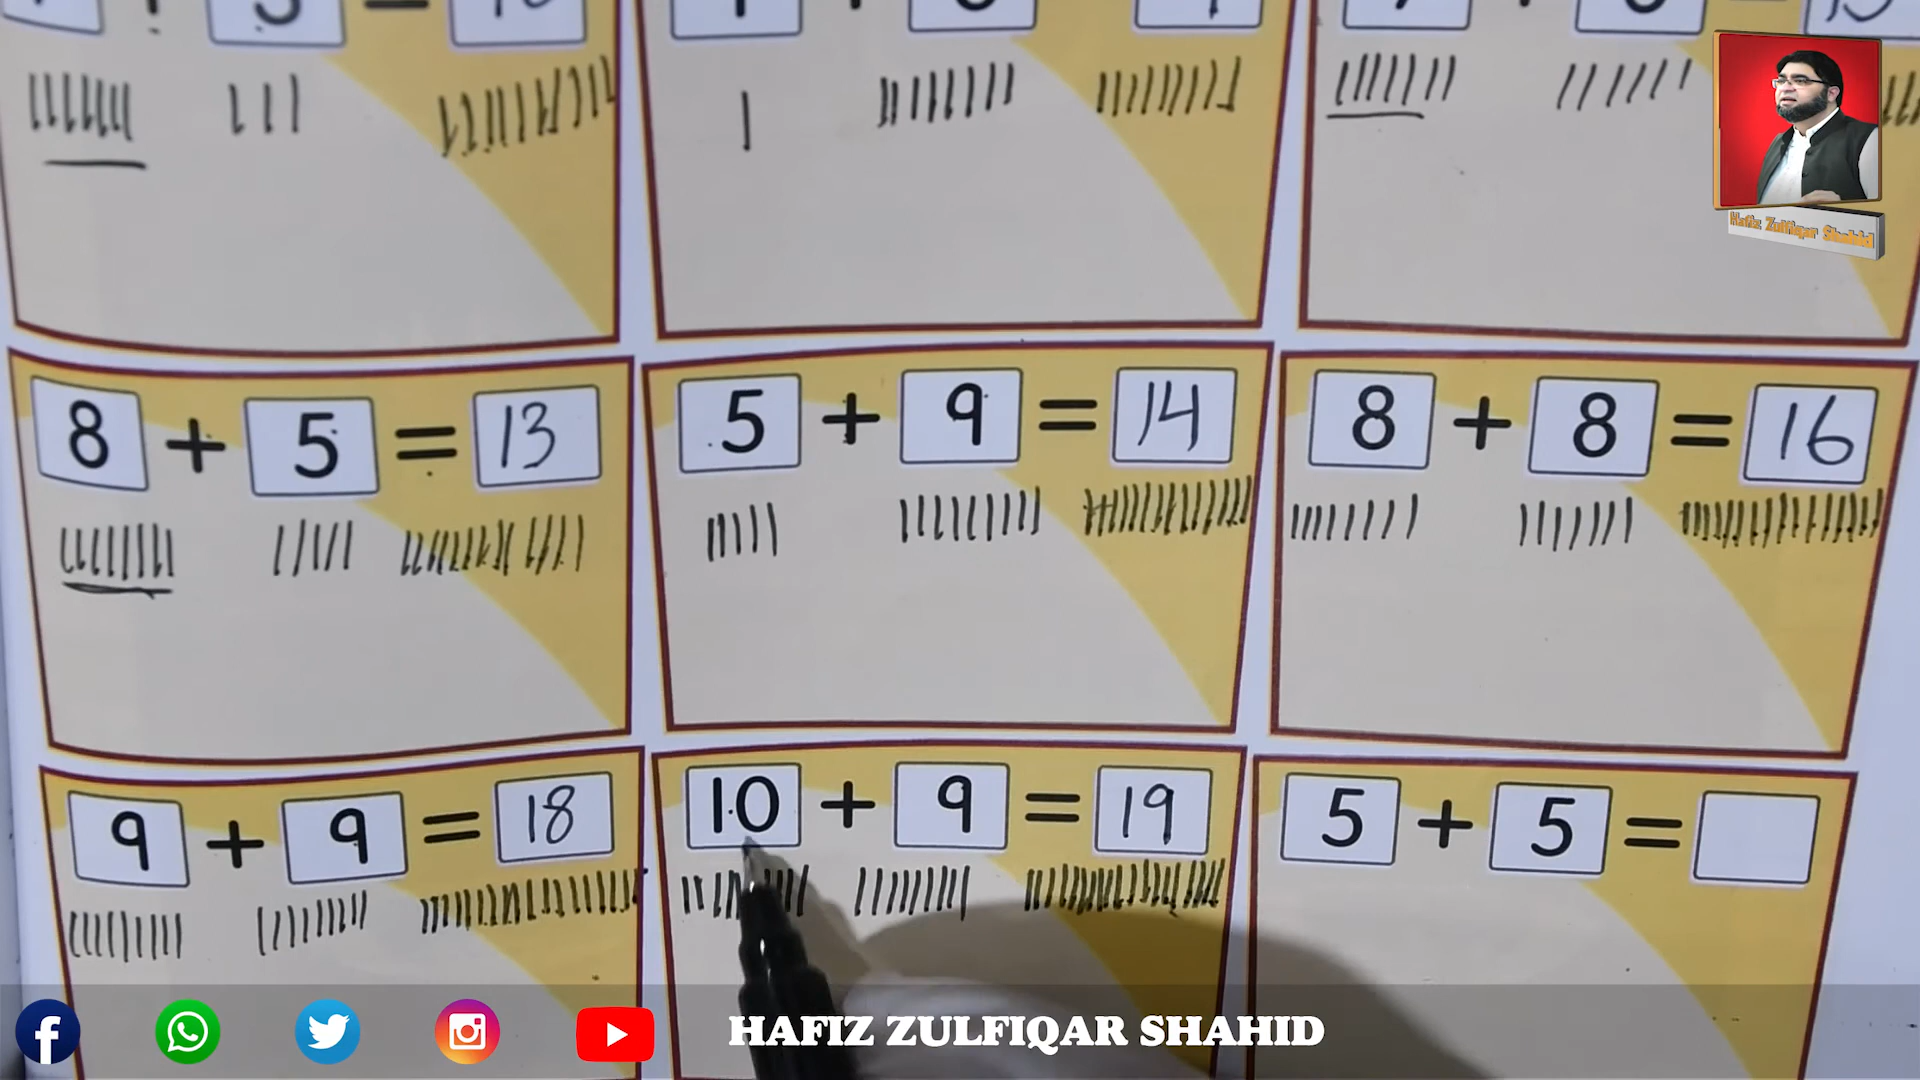 Hafiz Zulfiqar Shahid
8 + 5 = 13
5 + 9 = 14
8 + 8 = 16
9 + 9 = 18
10 + 9 = 19
5 + 5 =
HAFIZ ZULFIQAR SHAHID